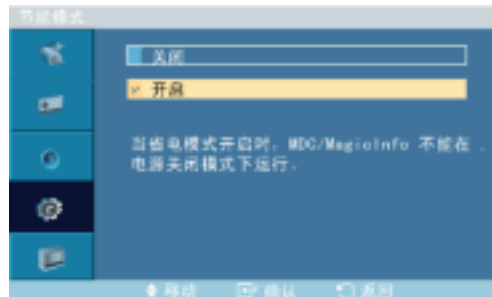 节能模式
关闭
开启
当省电模式开启时, MDC/MagicInfo 不能在 .
电源关闭模式下运行.
移动 确认 返回